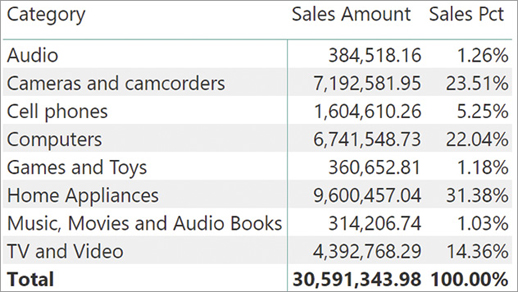 Category Sales Amount Sales Pct
Audio 384,518.16 1.26%
Cameras and camcorders 7,192,581.95 23.51%
Cell phones 1,604,610.26 5.25%
Computers 6,741,548.73 22.04%
Games and Toys 360,652.81 1.18%
Home Appliances 9,600,457.04 31.38%
Music, Movies and Audio Books 314,206.74 1.03%
TV and Video 4,392,768.29 14.36%
Total 30,591,343.98 100.00%